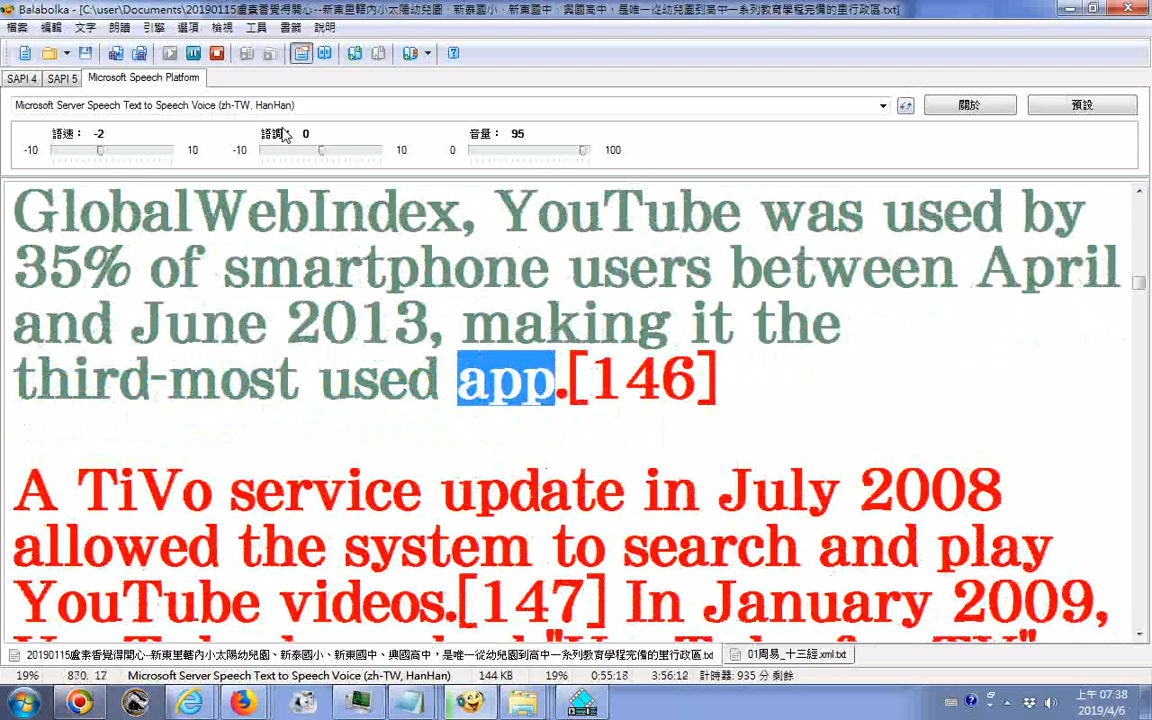 Balabolka - [C:\user\Documents\20190115盧素香覺得開心--新東里轄內小太陽幼兒園、新泰國小、新東國中、興國高中，是唯一從幼兒園到高中一系列教育學程完備的里行政區.txt]
檔案 編輯 文字 朗讀 引擎 選項 檢視 工具 書籤 說明
SAPI 4 SAPI 5 Microsoft Speech Platform
Microsoft Server Speech Text to Speech Voice (zh-TW, HanHan) 關於 預設
語速： -2 語調： 0 音量： 95
-10 10 -10 10 0 100
GlobalWebIndex, YouTube was used by
35% of smartphone users between April
and June 2013, making it the
third-most used app.[146]
A TiVo service update in July 2008
allowed the system to search and play
YouTube videos.[147] In January 2009,
YouTube launched "YouTube for TV",
20190115盧素香覺得開心--新東里轄內小太陽幼兒園、新泰國小、新東國中、興國高中，是唯一從幼兒園到高中一系列教育學程完備的里行政區.txt 01周易_十三經.xml.txt
19% 870: 17 Microsoft Server Speech Text to Speech Voice (zh-TW, HanHan) 144 KB 19% 0:55:18 3:56:12 計時器: 935 分 剩餘
上午 07:38
2019/4/6